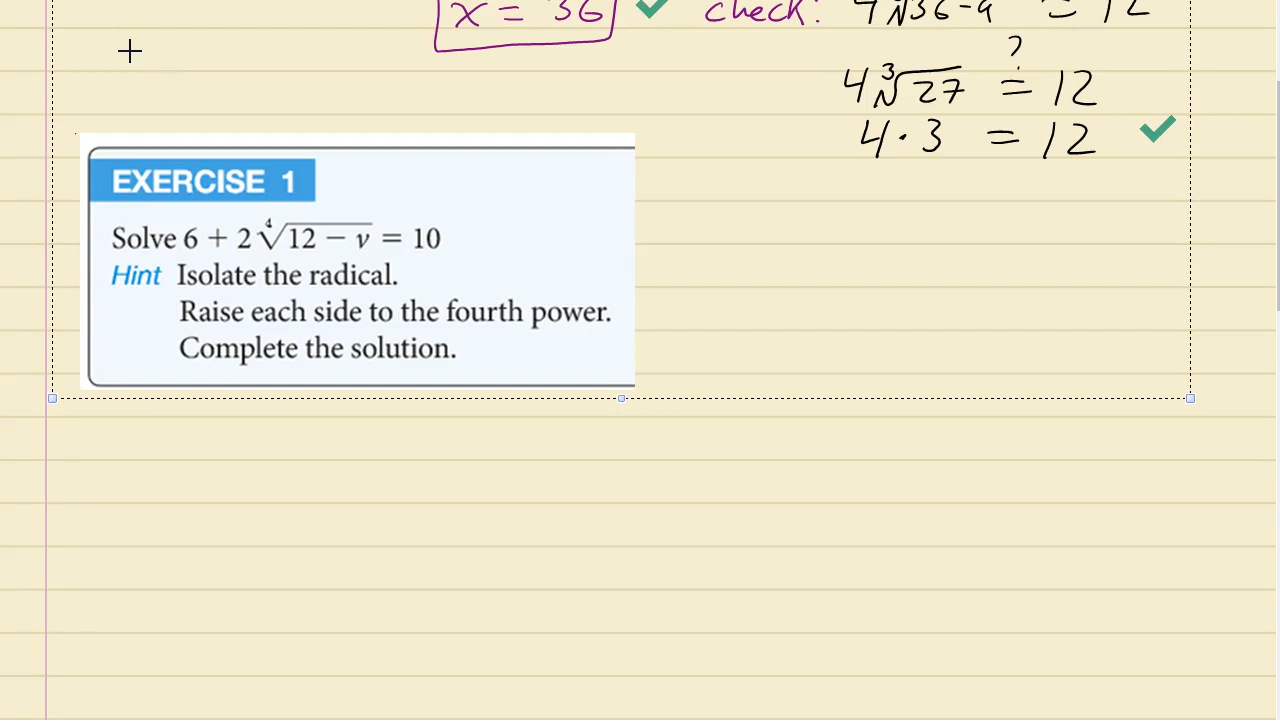 x = 36 ✓ check: 4∛36-9 = 12
?
4∛27 = 12
4 · 3 = 12 ✓
EXERCISE 1
Solve 6 + 2∜12 − v = 10
Hint Isolate the radical.
Raise each side to the fourth power.
Complete the solution.